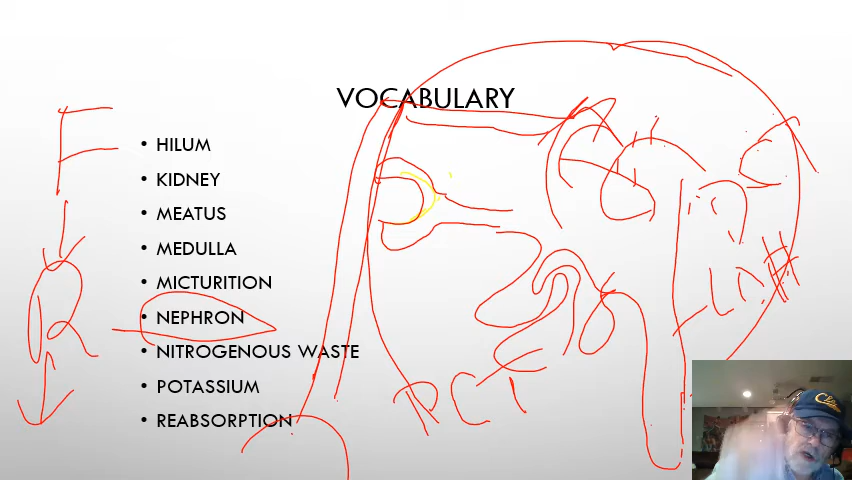 VOCABULARY
• HILUM
• KIDNEY
• MEATUS
• MEDULLA
• MICTURITION
• NEPHRON
• NITROGENOUS WASTE
• POTASSIUM
• REABSORPTION
F
R
PCT